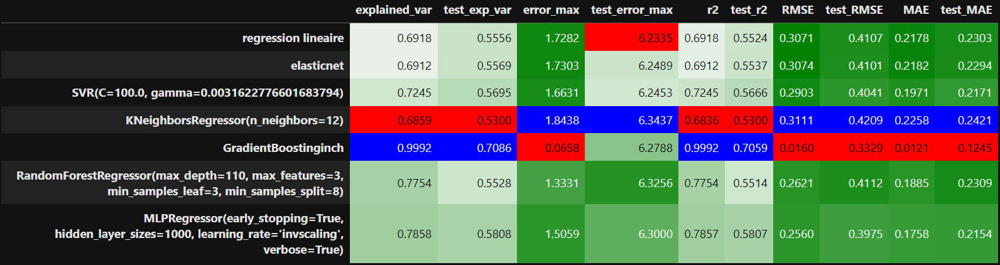 explained_var test_exp_var error_max test_error_max r2 test_r2 RMSE test_RMSE MAE test_MAE
regression lineaire 0.6918 0.5556 1.7282 6.2335 0.6918 0.5524 0.3071 0.4107 0.2178 0.2303
elasticnet 0.6912 0.5569 1.7303 6.2489 0.6912 0.5537 0.3074 0.4101 0.2182 0.2294
SVR(C=100.0, gamma=0.0031622776601683794) 0.7245 0.5695 1.6631 6.2453 0.7245 0.5666 0.2903 0.4041 0.1971 0.2171
KNeighborsRegressor(n_neighbors=12) 0.6859 0.5300 1.8438 6.3437 0.6836 0.5300 0.3111 0.4209 0.2258 0.2421
GradientBoostinginch 0.9992 0.7086 0.0658 6.2788 0.9992 0.7059 0.0160 0.3329 0.0121 0.1245
RandomForestRegressor(max_depth=110, max_features=3,
min_samples_leaf=3, min_samples_split=8) 0.7754 0.5528 1.3331 6.3256 0.7754 0.5514 0.2621 0.4112 0.1885 0.2309
MLPRegressor(early_stopping=True,
hidden_layer_sizes=1000, learning_rate='invscaling', 0.7858 0.5808 1.5059 6.3000 0.7857 0.5807 0.2560 0.3975 0.1758 0.2154
verbose=True)